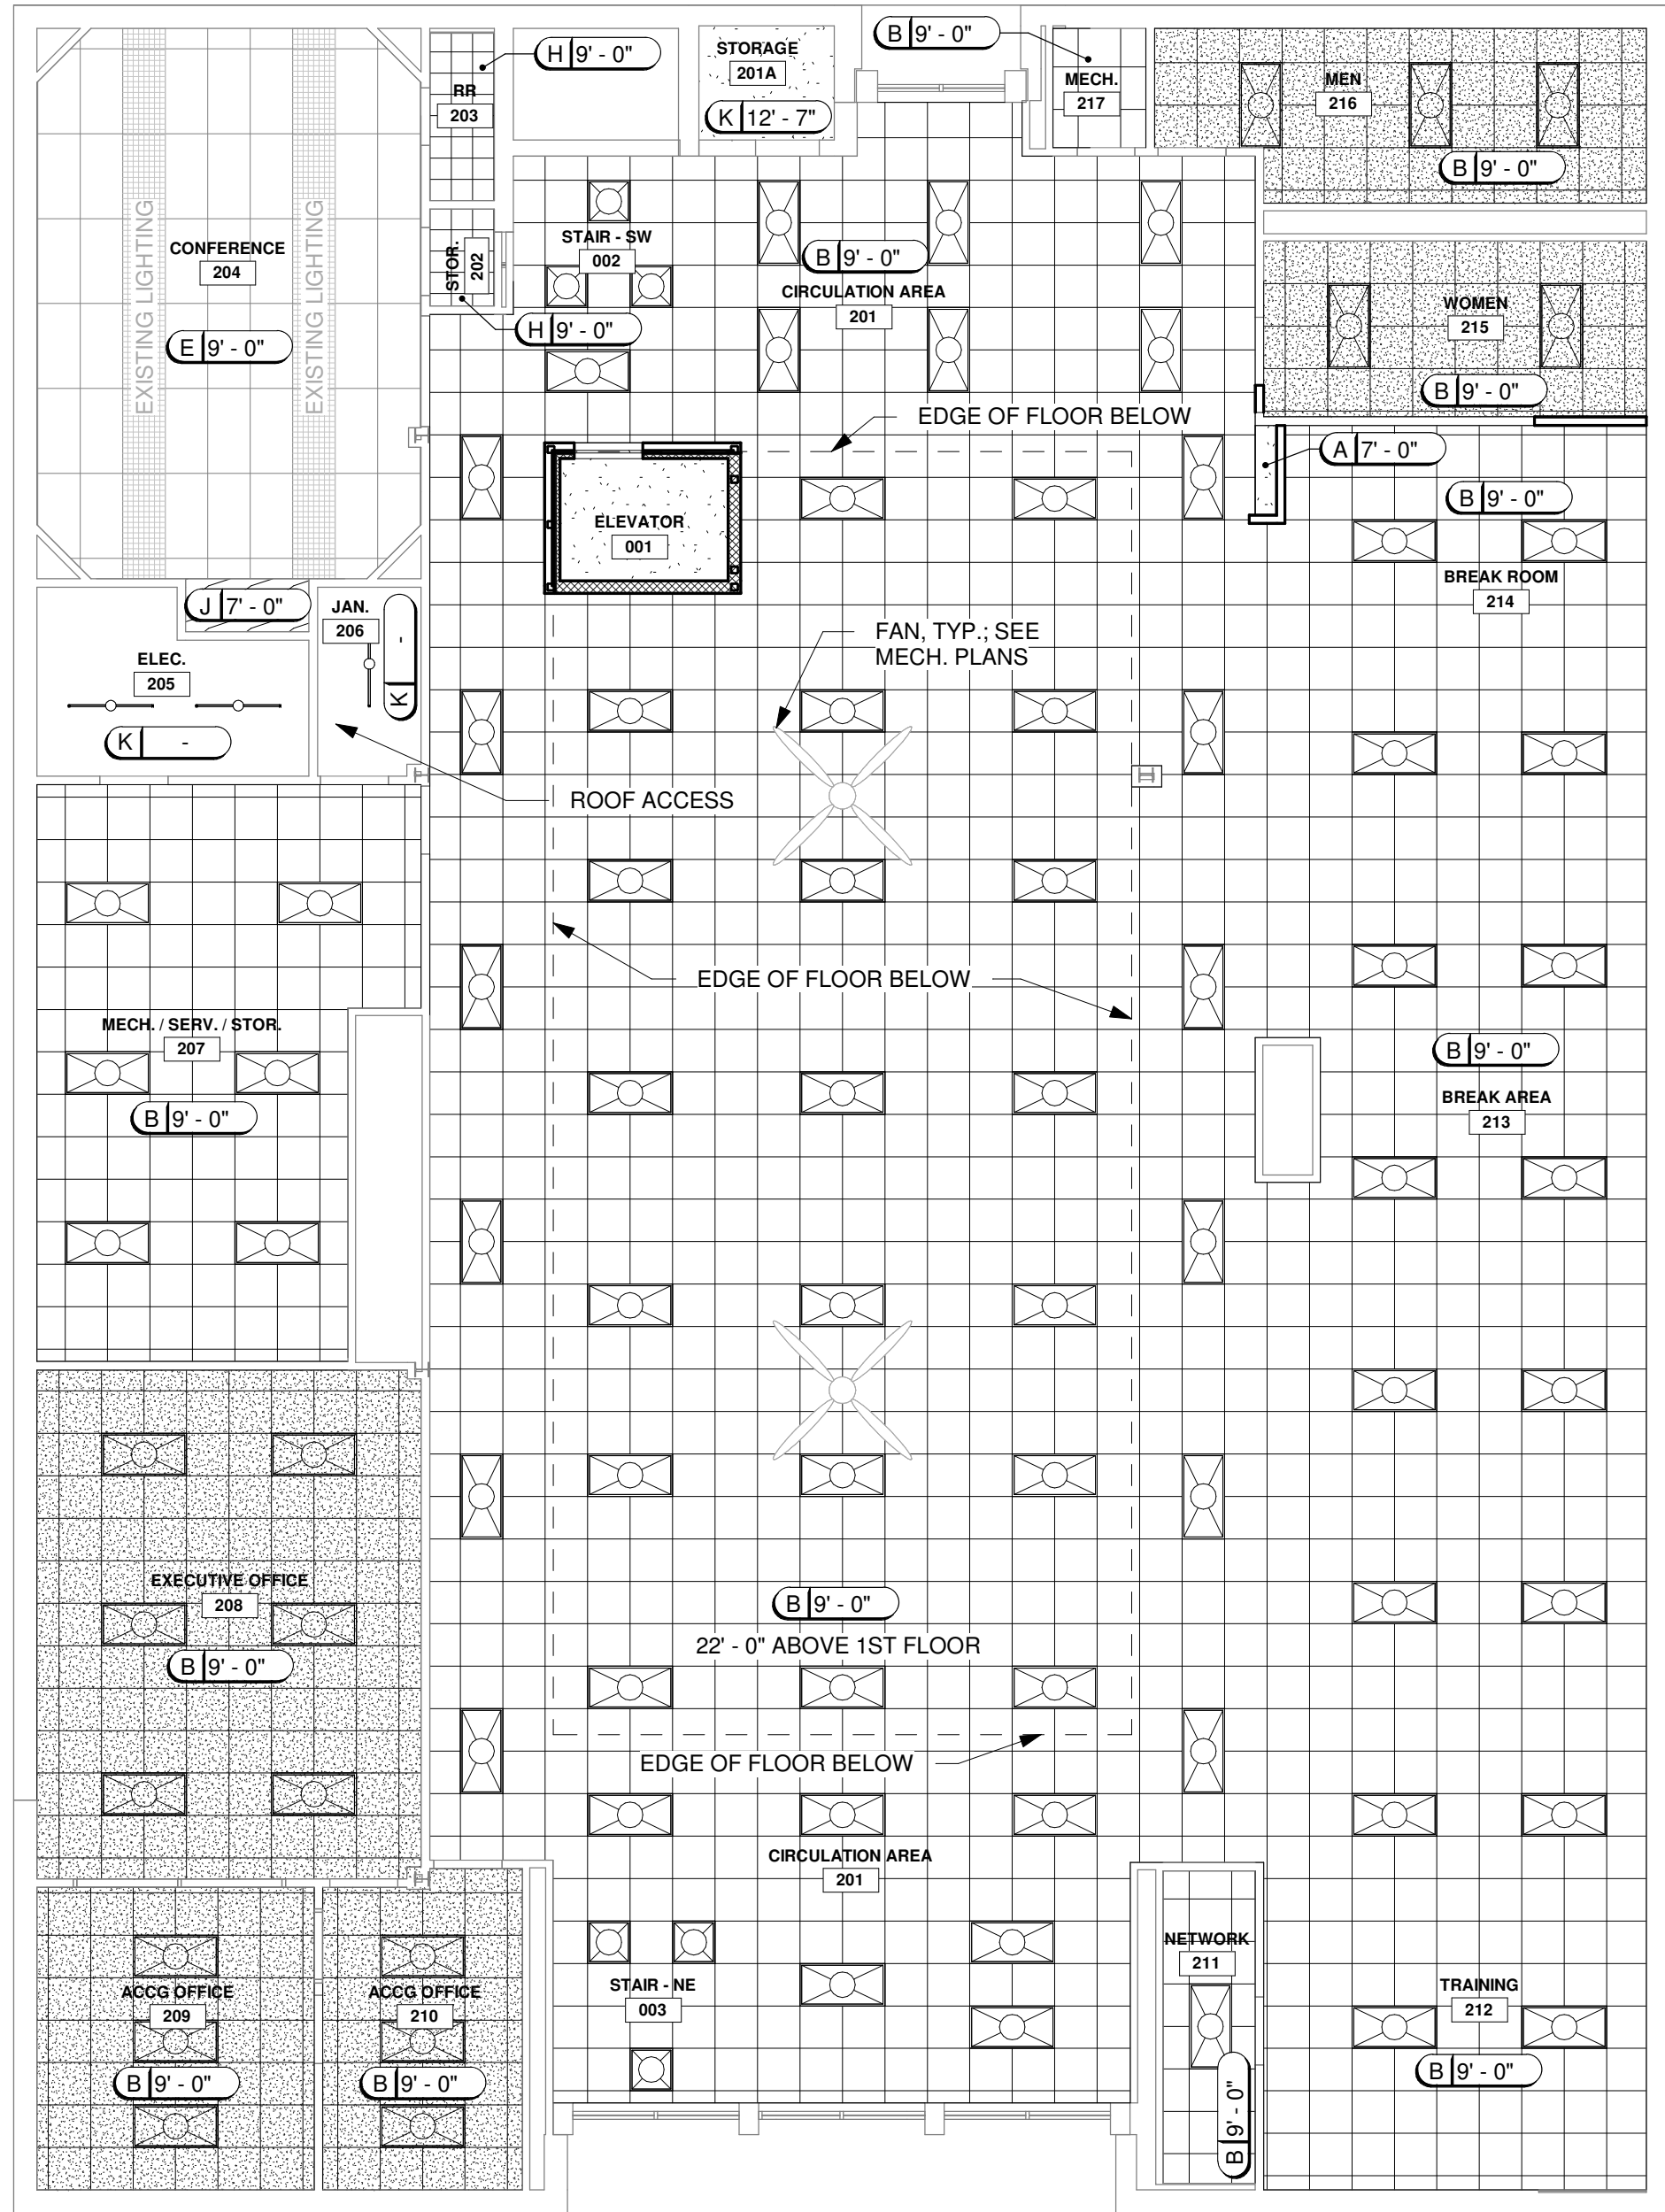 H 9' - 0"
STORAGE
201A
K 12' - 7"
B 9' - 0"
RR
203
MECH.
217
MEN
216
B 9' - 0"
CONFERENCE
204
EXISTING LIGHTING
EXISTING LIGHTING
E 9' - 0"
STOR.
202
H 9' - 0"
STAIR - SW
002
B 9' - 0"
CIRCULATION AREA
201
WOMEN
215
B 9' - 0"
EDGE OF FLOOR BELOW
A 7' - 0"
B 9' - 0"
ELEVATOR
001
BREAK ROOM
214
J 7' - 0"
JAN.
206
K -
ELEC.
205
K -
FAN, TYP.; SEE
MECH. PLANS
ROOF ACCESS
EDGE OF FLOOR BELOW
MECH. / SERV. / STOR.
207
B 9' - 0"
B 9' - 0"
BREAK AREA
213
EXECUTIVE OFFICE
208
B 9' - 0"
B 9' - 0"
22' - 0" ABOVE 1ST FLOOR
EDGE OF FLOOR BELOW
CIRCULATION AREA
201
ACCG OFFICE
209
B 9' - 0"
ACCG OFFICE
210
B 9' - 0"
STAIR - NE
003
NETWORK
211
B 9' - 0"
TRAINING
212
B 9' - 0"